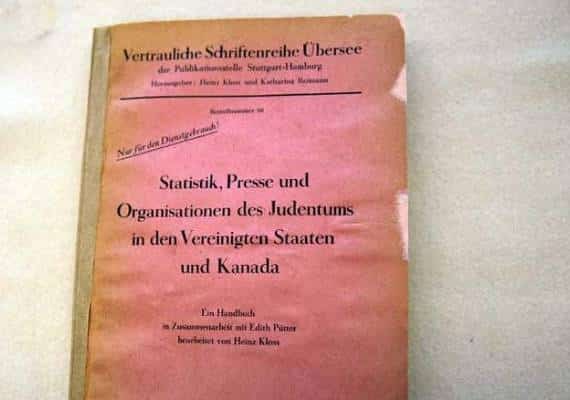 Vertrauliche Schriftenreihe Übersee
der Publikationsstelle Stuttgart-Hamburg
Herausgeber: Heinz Kloss und Katharina Reimann
Bestellnummer
Nur für den Dienstgebrauch!
Statistik, Presse und
Organisationen des Judentums
in den Vereinigten Staaten
und Kanada
Ein Handbuch
in Zusammenarbeit mit Edith Pütter
bearbeitet von Heinz Kloss